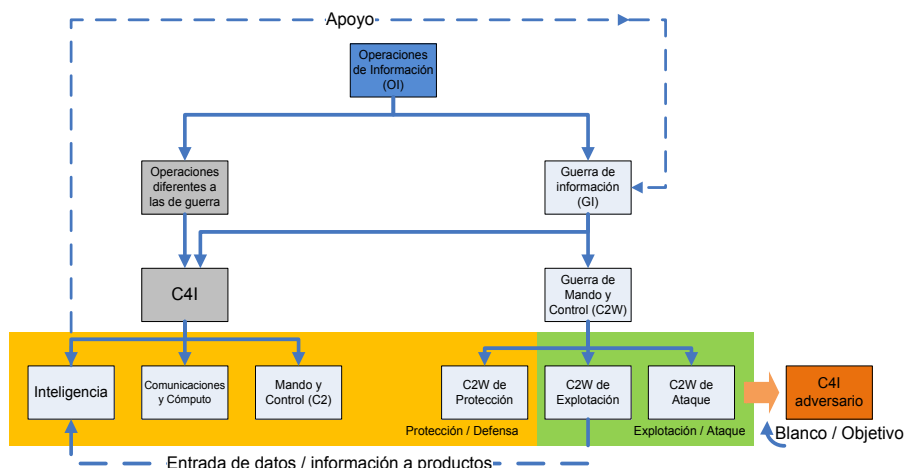 Apoyo
Operaciones
de Información
(OI)
Operaciones
diferentes a
las de guerra
Guerra de
información
(GI)
C4I
Guerra de
Mando y
Control (C2W)
Inteligencia
Comunicaciones
y Cómputo
Mando y
Control (C2)
C2W de
Protección
C2W de
Explotación
C2W de
Ataque
C4I
adversario
Protección / Defensa
Explotación / Ataque
Blanco / Objetivo
Entrada de datos / información a productos